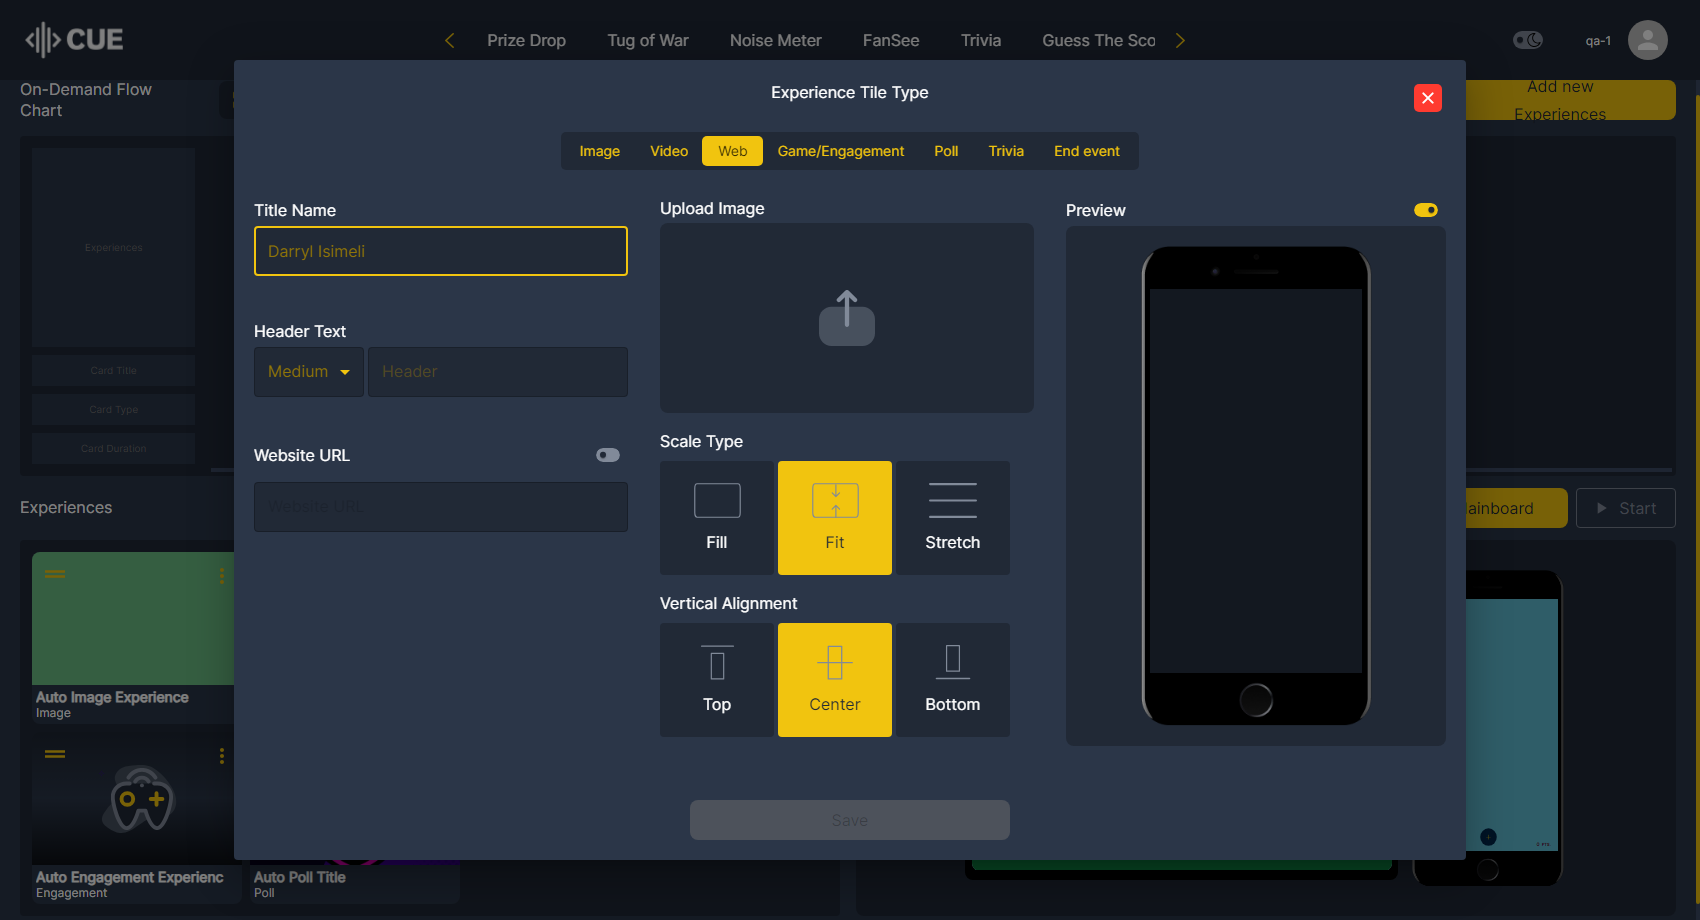 CUE
Prize Drop
Tug of War
Noise Meter
FanSee
Trivia
Guess The Sco
qa-1
On-Demand Flow
Chart
Add new
Experiences
Experience Tile Type
Image
Video
Web
Game/Engagement
Poll
Trivia
End event
Title Name
Darryl Isimeli
Header Text
Medium
Header
Website URL
Website URL
Upload Image
Scale Type
Fill
Fit
Stretch
Vertical Alignment
Top
Center
Bottom
Preview
Save
Experiences
Card Title
Card Type
Card Duration
Experiences
ainboard
Start
Auto Image Experience
Image
Auto Engagement Experienc
Engagement
Auto Poll Title
Poll